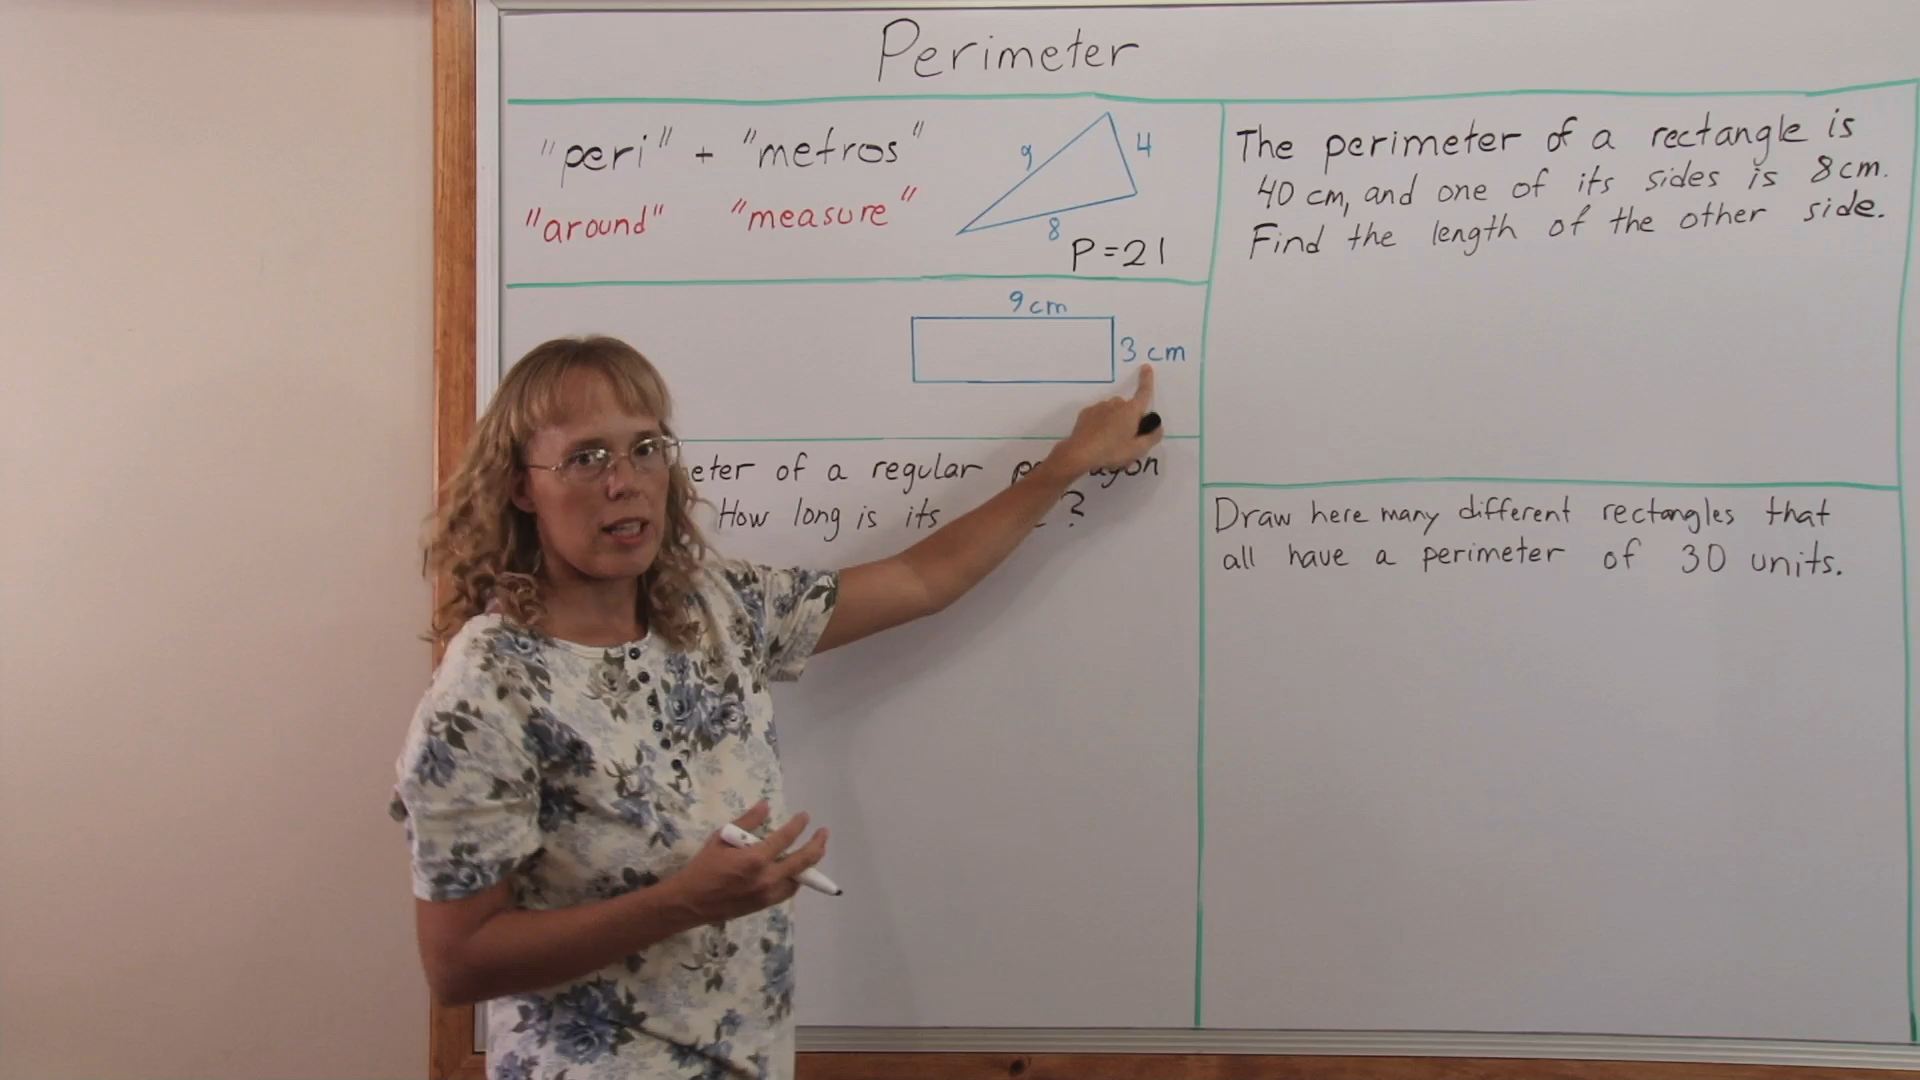 Perimeter
"peri" + "metros"
"around" "measure"
9
4
8
P = 21
9 cm
3 cm
of a regular
How long is its ?
The perimeter of a rectangle is
40 cm, and one of its sides is 8 cm.
Find the length of the other side.
Draw here many different rectangles that
all have a perimeter of 30 units.